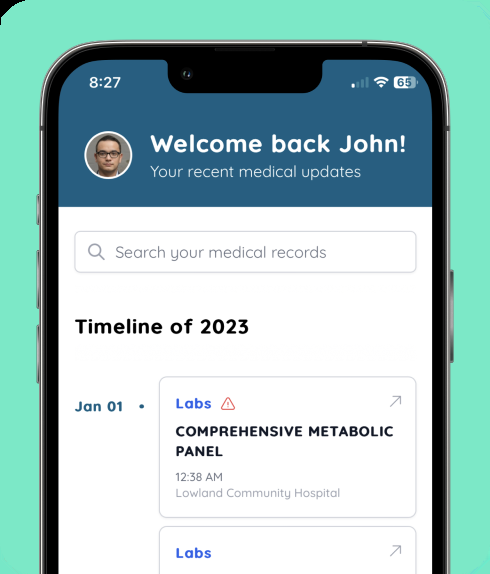 8:27
65
Welcome back John!
Your recent medical updates
Search your medical records
Timeline of 2023
Jan 01
Labs
COMPREHENSIVE METABOLIC
PANEL
12:38 AM
Lowland Community Hospital
Labs